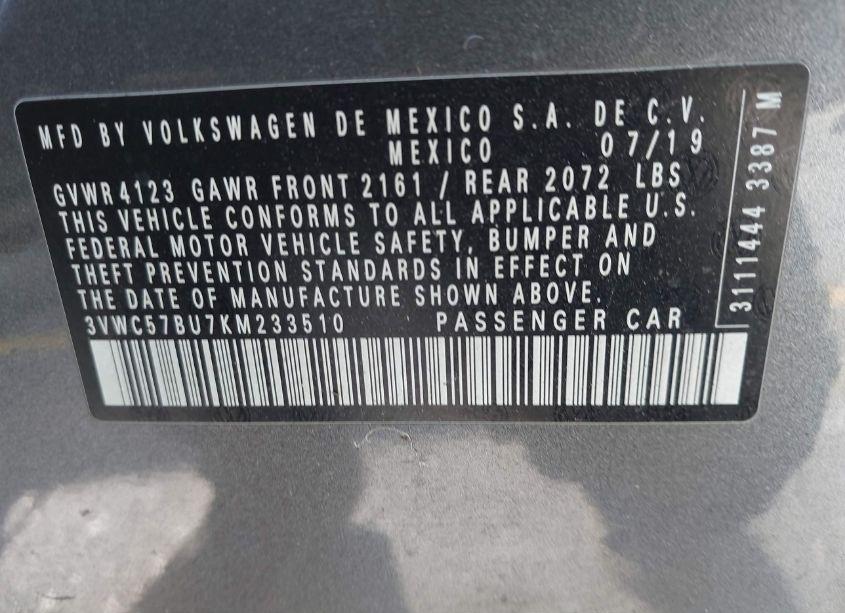 MFD BY VOLKSWAGEN DE MEXICO S.A. DE C.V.
MEXICO 07/19
GVWR 4123 GAWR FRONT 2161 / REAR 2072 LBS
THIS VEHICLE CONFORMS TO ALL APPLICABLE U.S.
FEDERAL MOTOR VEHICLE SAFETY, BUMPER AND
THEFT PREVENTION STANDARDS IN EFFECT ON
THE DATE OF MANUFACTURE SHOWN ABOVE.
3VWC57BU7KM233510 PASSENGER CAR
3111444 3387 M